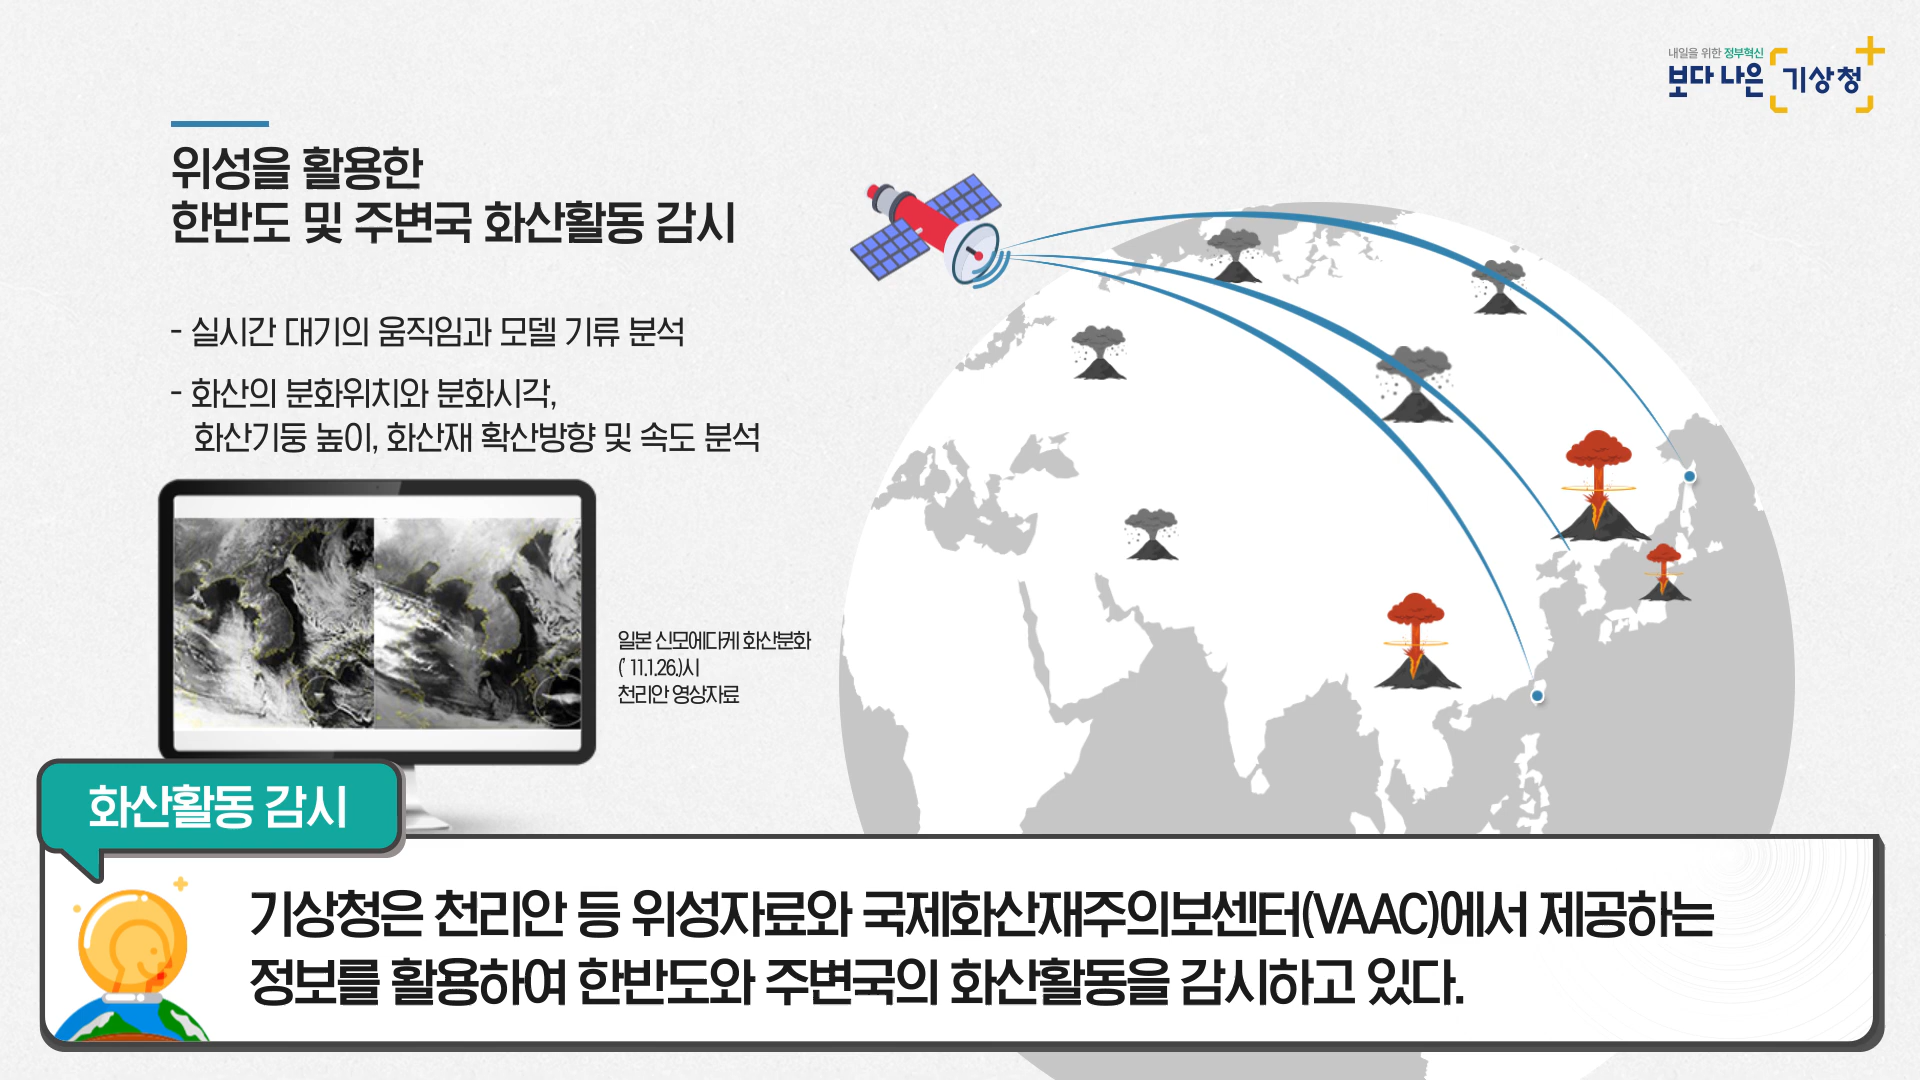 내일을 위한 정부혁신
보다 나은 기상청
위성을 활용한
한반도 및 주변국 화산활동 감시
- 실시간 대기의 움직임과 모델 기류 분석
- 화산의 분화위치와 분화시각,
화산기둥 높이, 화산재 확산방향 및 속도 분석
일본 신모에다케 화산분화
(' 11.1.26.)시
천리안 영상자료
화산활동 감시
기상청은 천리안 등 위성자료와 국제화산재주의보센터(VAAC)에서 제공하는
정보를 활용하여 한반도와 주변국의 화산활동을 감시하고 있다.